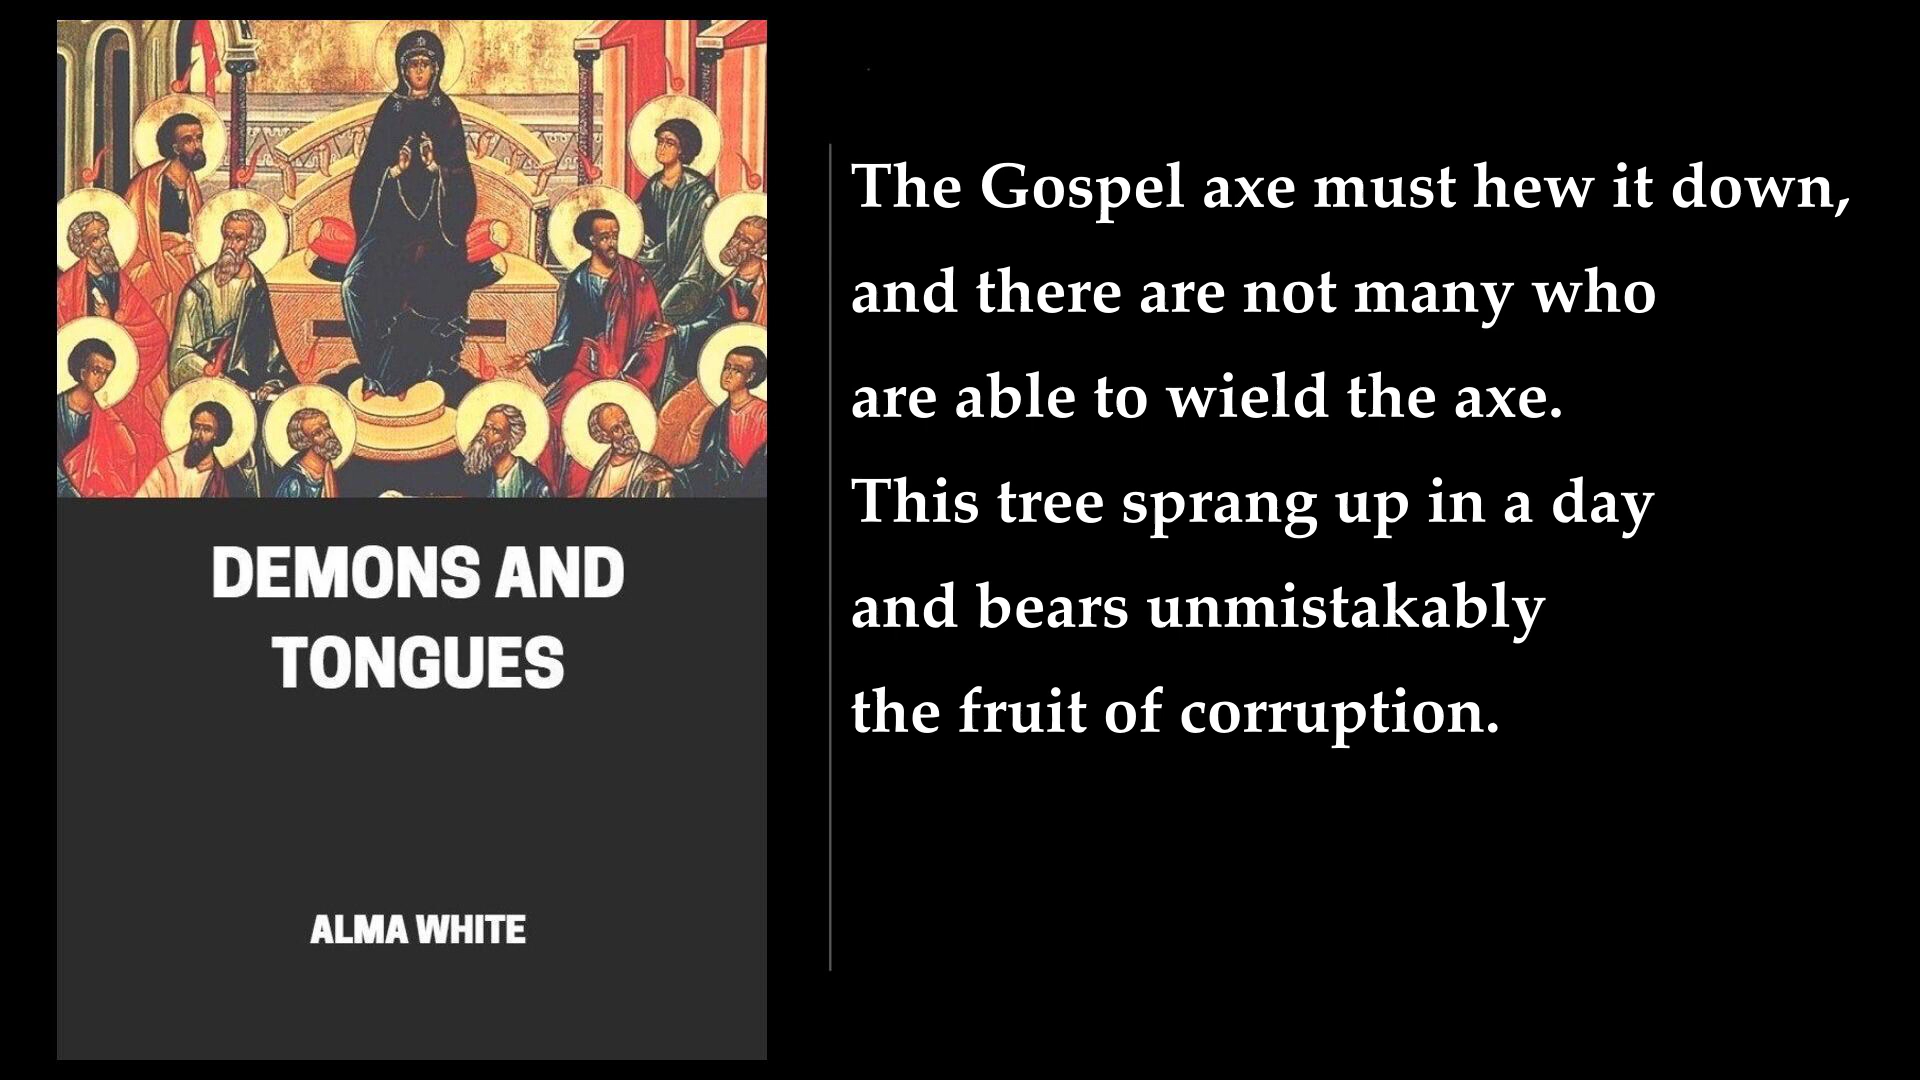 DEMONS AND
TONGUES
ALMA WHITE
The Gospel axe must hew it down,
and there are not many who
are able to wield the axe.
This tree sprang up in a day
and bears unmistakably
the fruit of corruption.